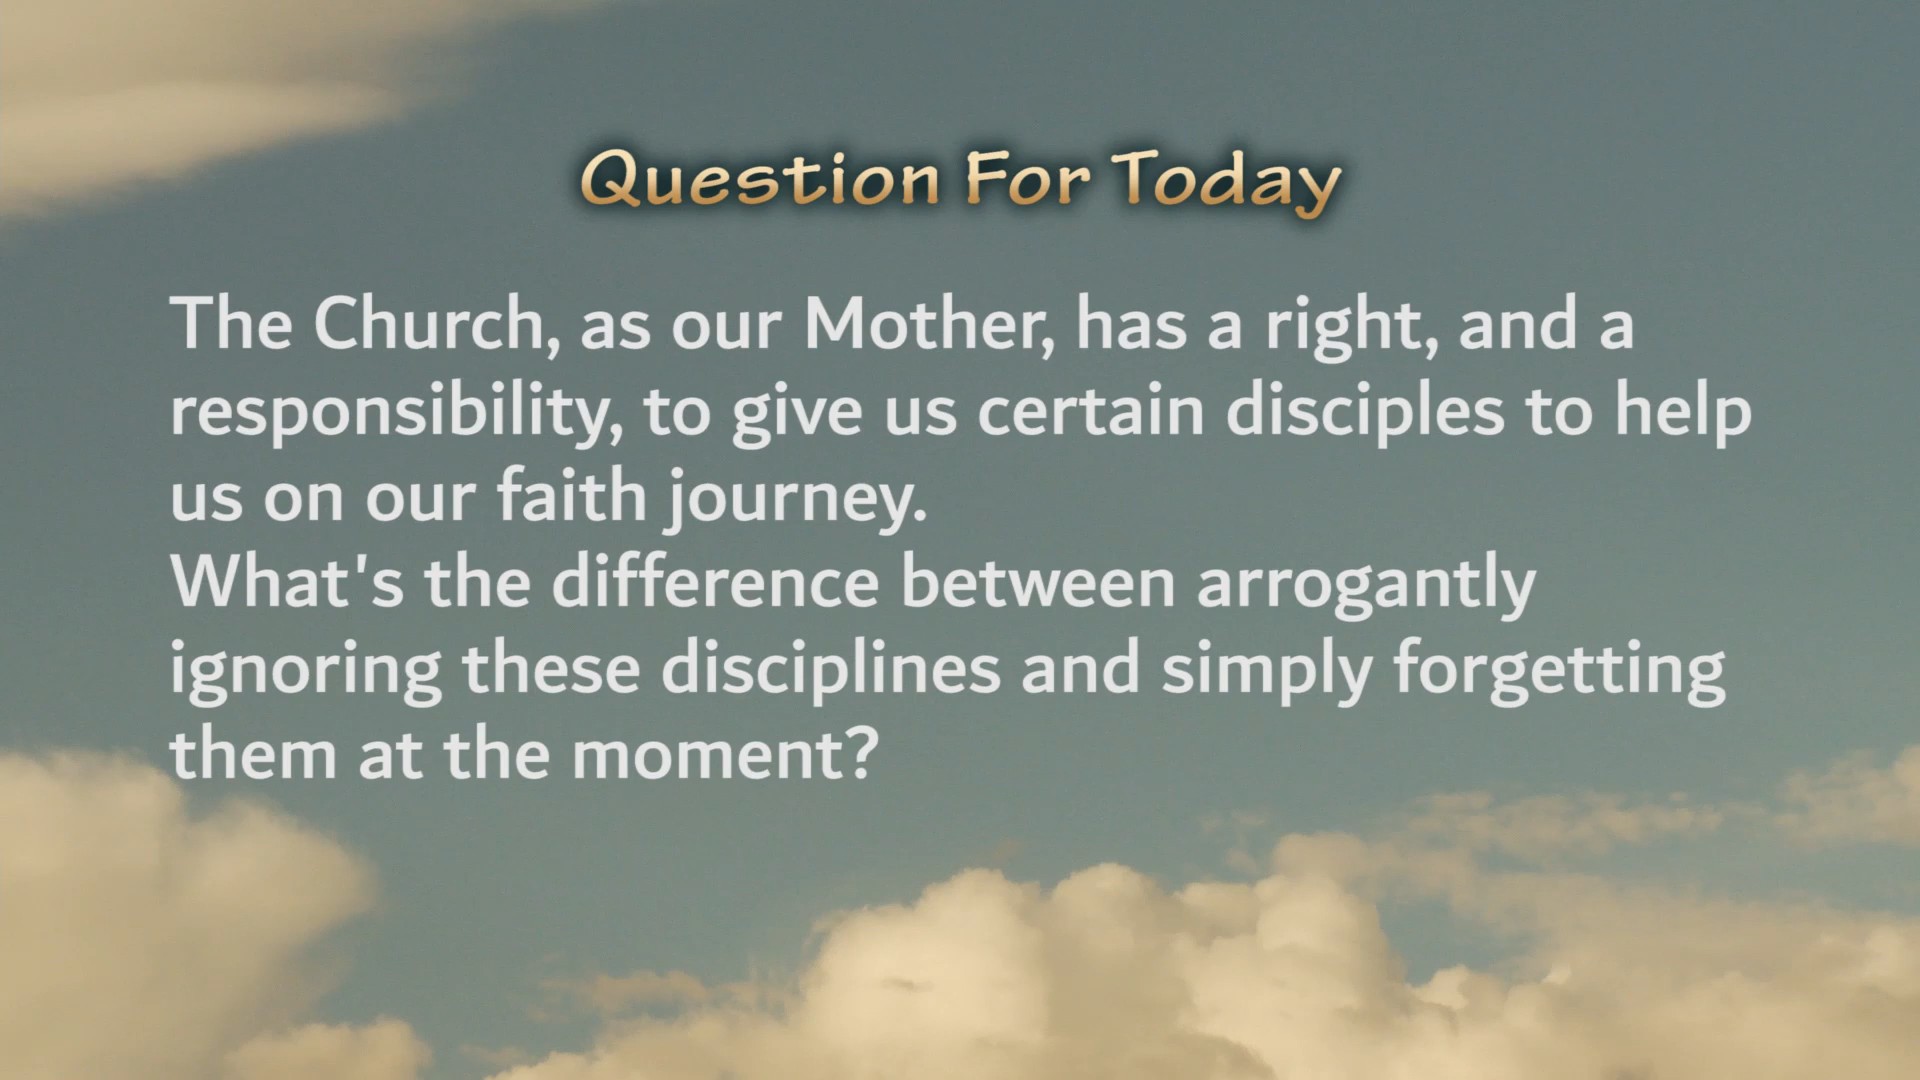 Question For Today
The Church, as our Mother, has a right, and a
responsibility, to give us certain disciples to help
us on our faith journey.
What's the difference between arrogantly
ignoring these disciplines and simply forgetting
them at the moment?